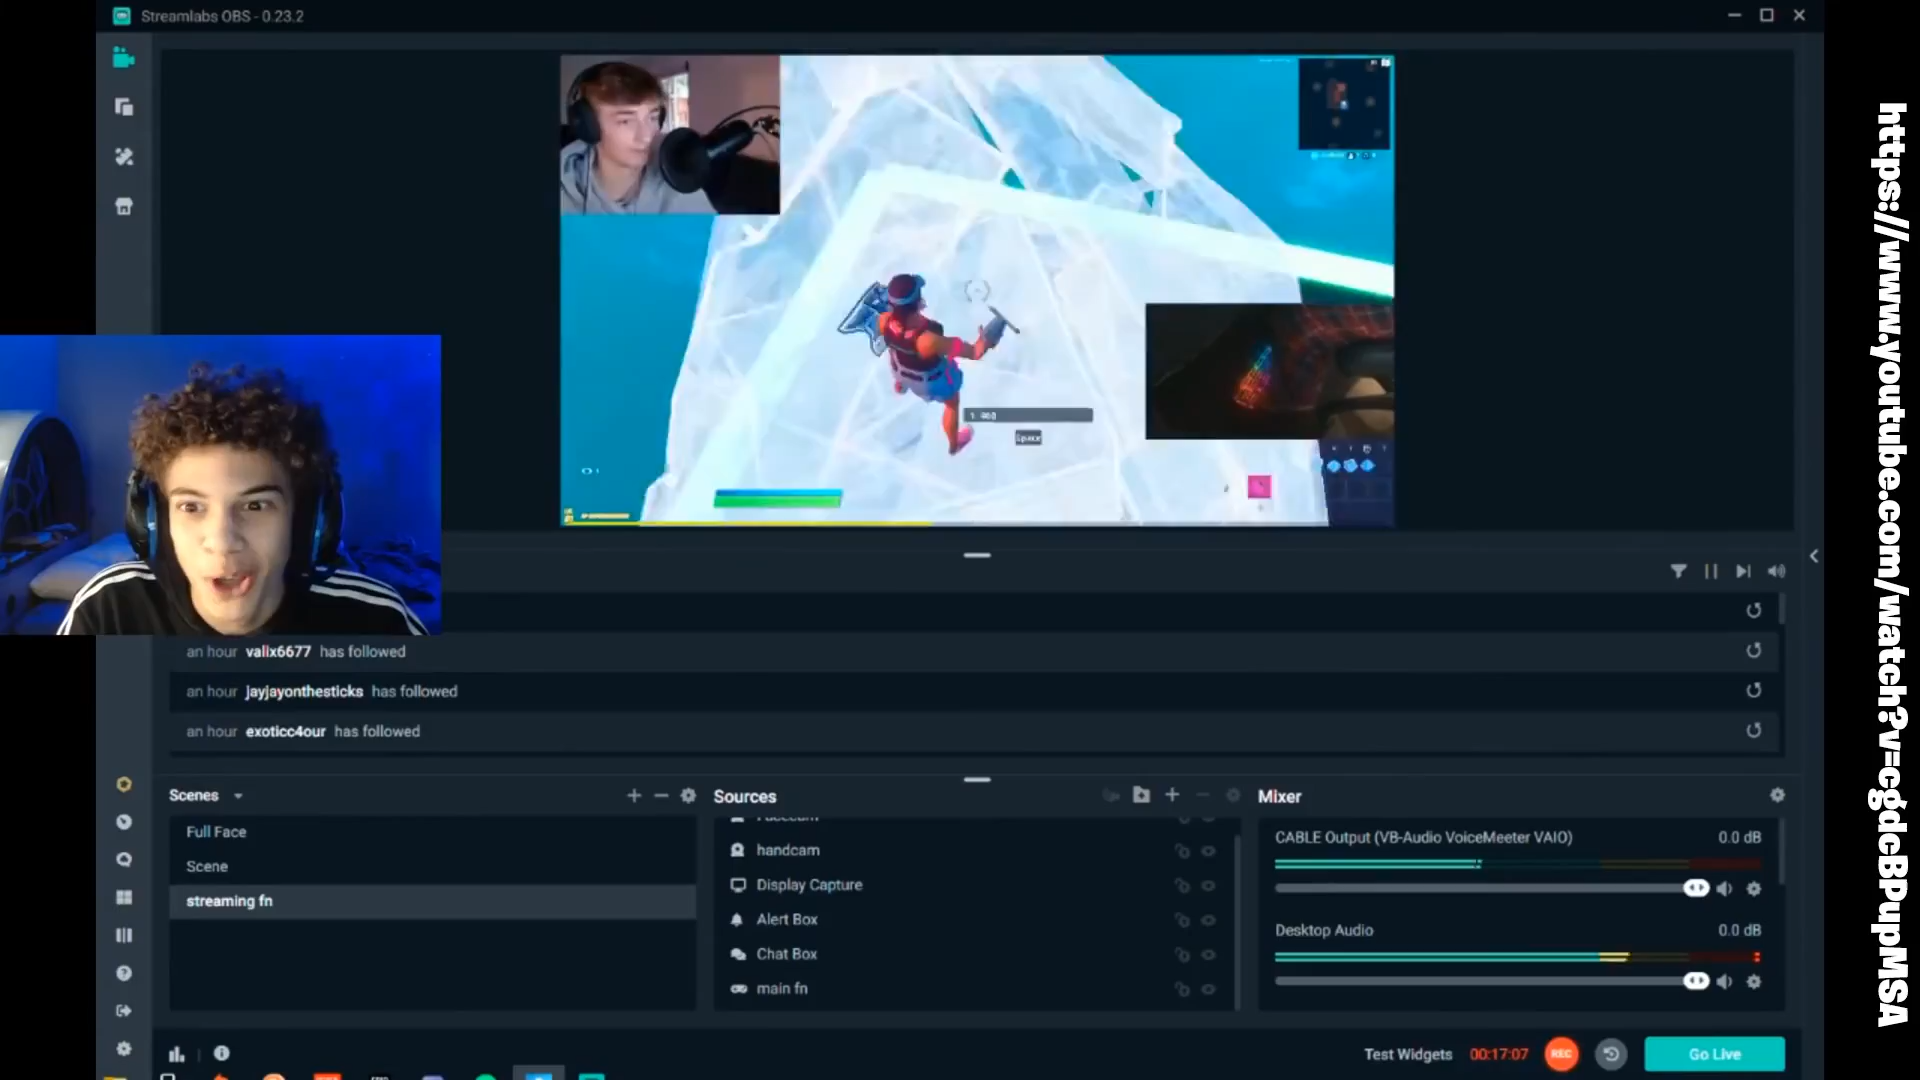 Streamlabs OBS - 0.23.2
Space
an hour valix6677 has followed
an hour jayjayonthesticks has followed
an hour exoticc4our has followed
Scenes
Full Face
Scene
streaming fn
Sources
handcam
Display Capture
Alert Box
Chat Box
main fn
Mixer
CABLE Output (VB-Audio VoiceMeeter VAIO) 0.0 dB
Desktop Audio 0.0 dB
Test Widgets 00:17:07 REC Go Live
https://www.youtube.com/watch?v=cgdcBPupMSA